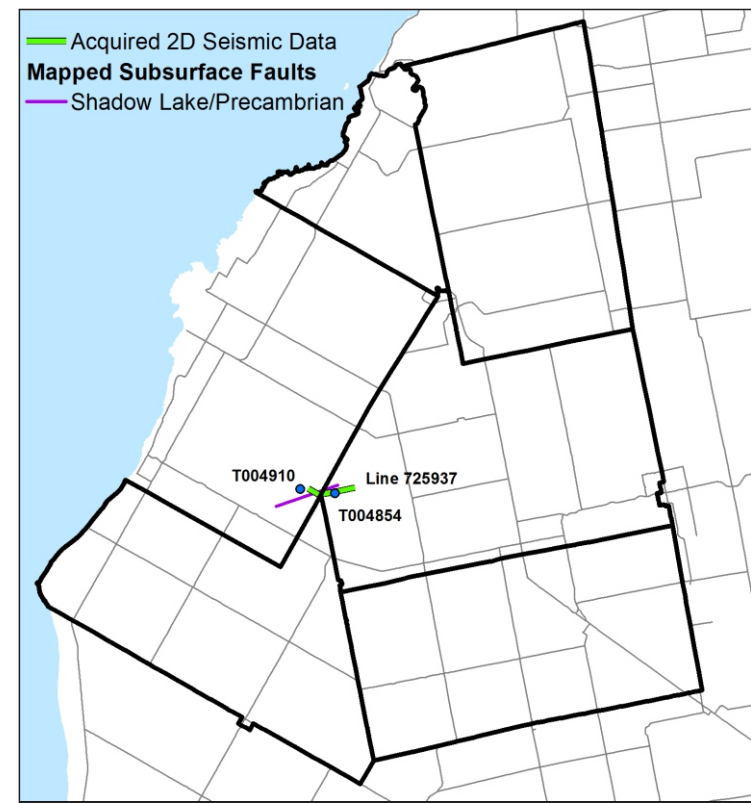 Acquired 2D Seismic Data
Mapped Subsurface Faults
Shadow Lake/Precambrian
T004910
Line 725937
T004854